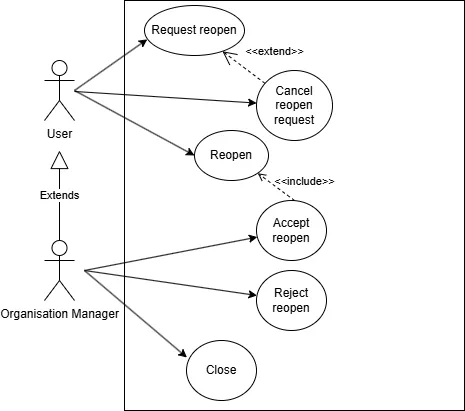 Request reopen
<<extend>>
Cancel
reopen
request
User
Reopen
<<include>>
Extends
Accept
reopen
Organisation Manager
Reject
reopen
Close